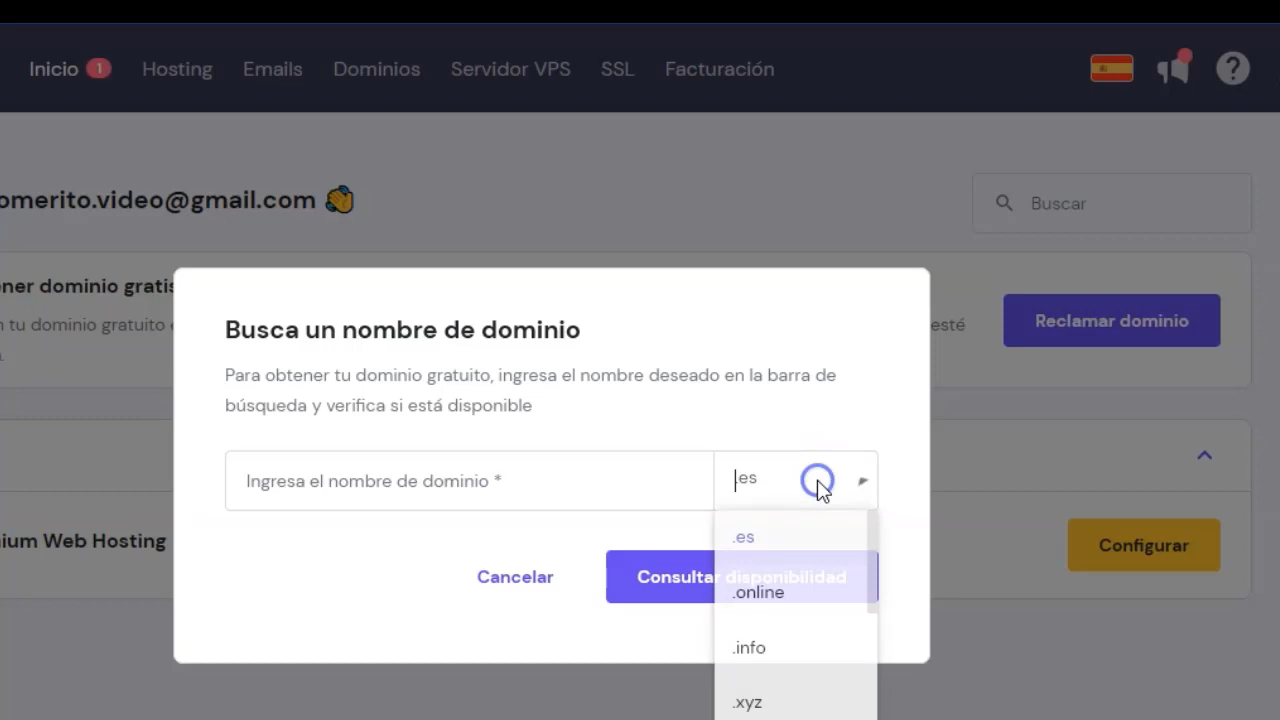 Inicio 1 Hosting Emails Dominios Servidor VPS SSL Facturación
omerito.video@gmail.com
Buscar
ner dominio gratis
tu dominio gratuito
esté
Reclamar dominio
Busca un nombre de dominio
Para obtener tu dominio gratuito, ingresa el nombre deseado en la barra de
búsqueda y verifica si está disponible
Ingresa el nombre de dominio *
.es
.es
ium Web Hosting
Configurar
Cancelar
Consultar disponibilidad
.online
.info
.xyz